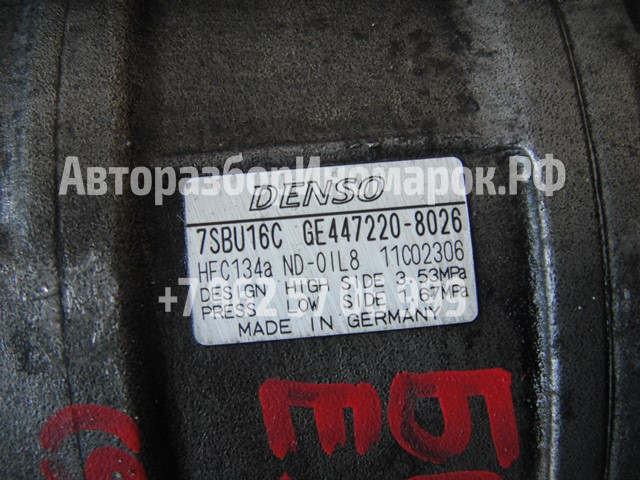 АвторазборИномарок.РФ
DENSO
7SBU16C GE447220-8026
HFC134a ND-OIL8 11C02306
DESIGN PRESS HIGH SIDE 3.53MPa
LOW SIDE 1.67MPa
MADE IN GERMANY